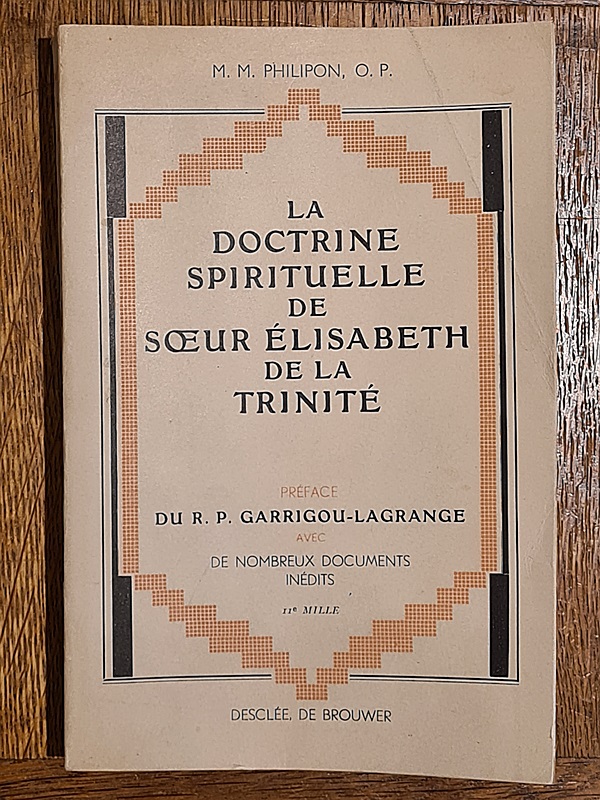 M. M. PHILIPON, O. P.
LA
DOCTRINE
SPIRITUELLE
DE
SŒUR ÉLISABETH
DE LA
TRINITÉ
PRÉFACE
DU R. P. GARRIGOU-LAGRANGE
AVEC
DE NOMBREUX DOCUMENTS
INÉDITS
11e MILLE
DESCLÉE, DE BROUWER